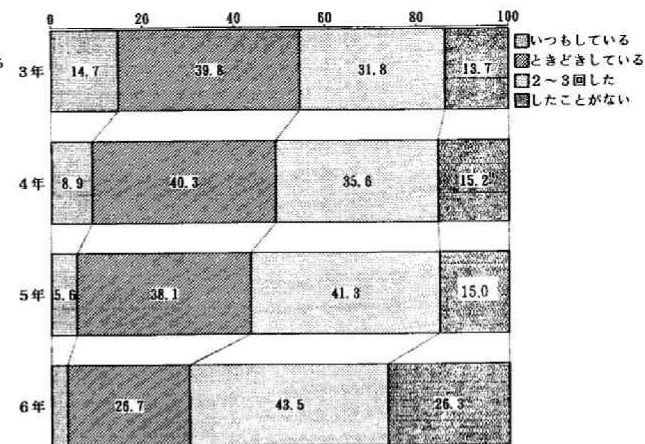 0 20 40 60 80 100
%
いつもしている
ときどきしている
2～3回した
したことがない
3年 14.7 39.8 31.8 13.7
4年 8.9 40.3 35.6 15.2
5年 5.6 38.1 41.3 15.0
6年 26.7 43.5 26.3